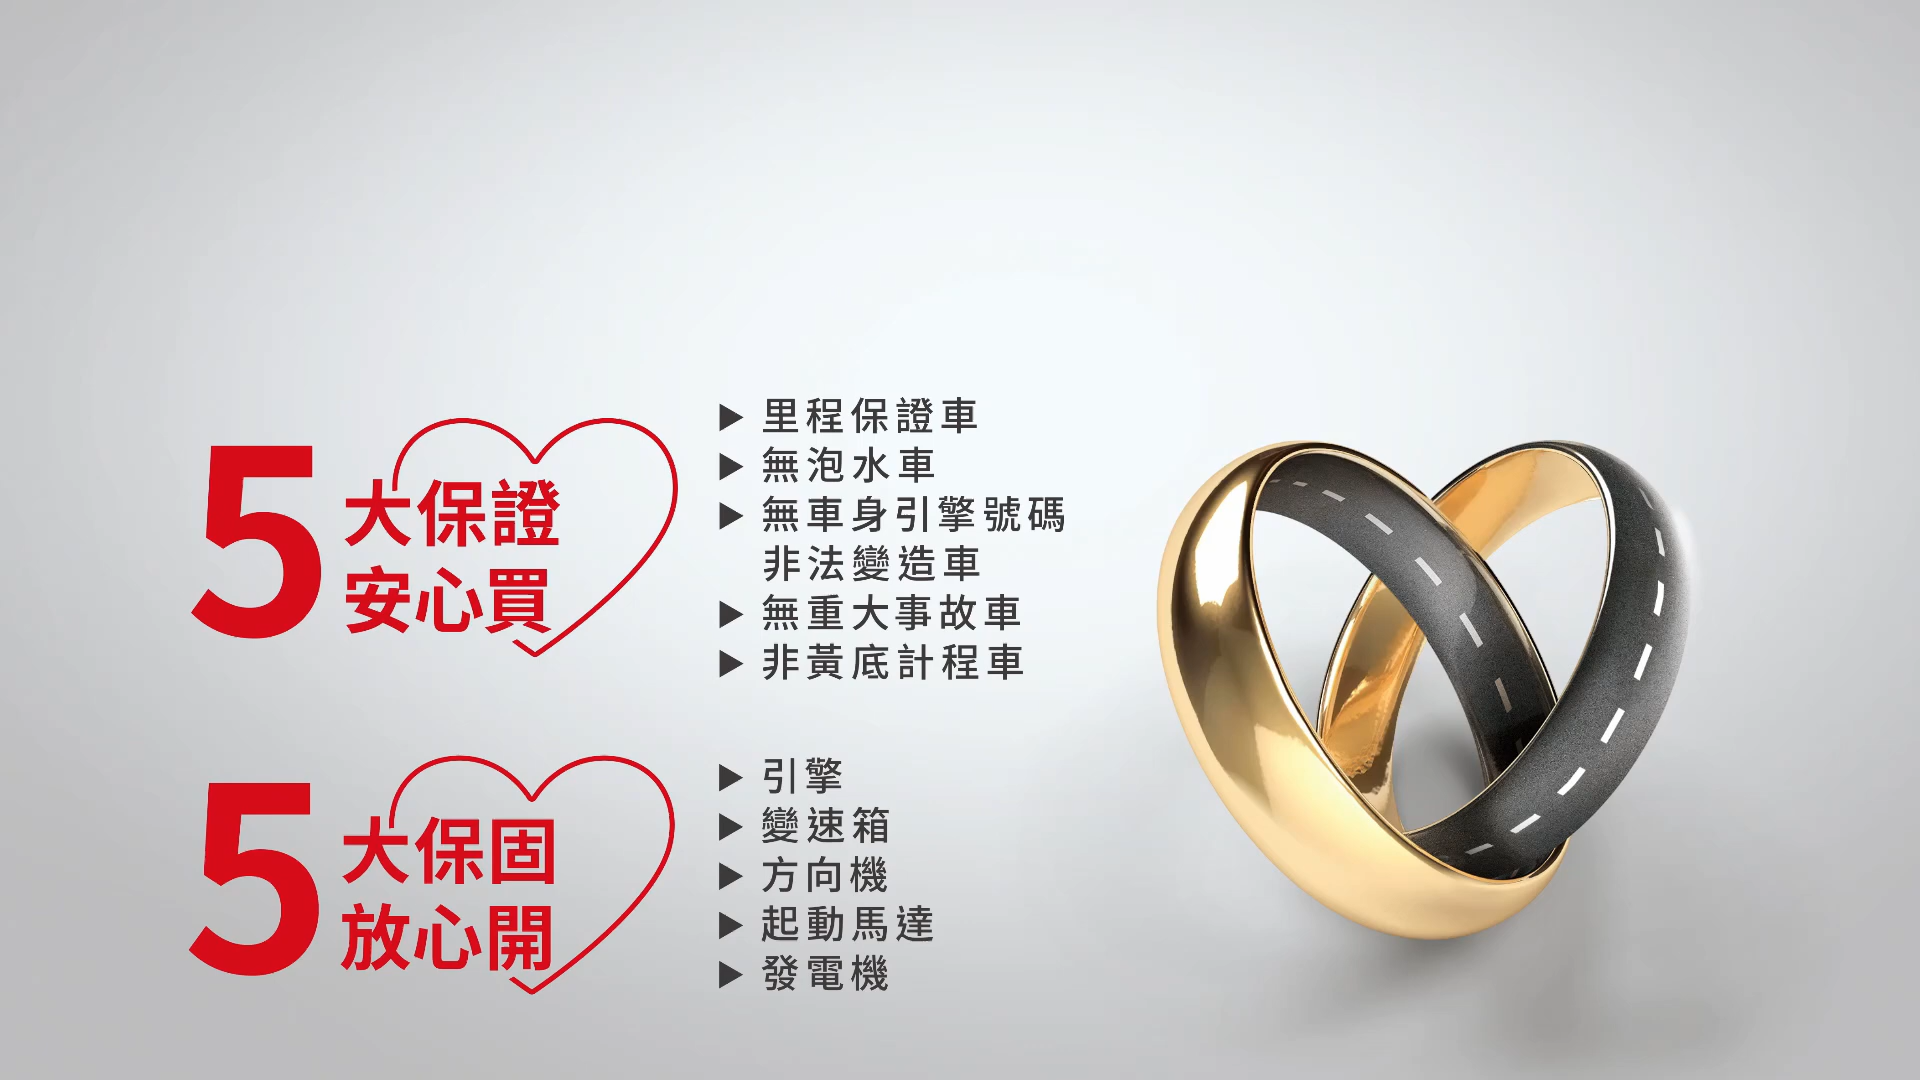 5大保證
安心買
▶ 里程保證車
▶ 無泡水車
▶ 無車身引擎號碼
非法變造車
▶ 無重大事故車
▶ 非黃底計程車
5大保固
放心開
▶ 引擎
▶ 變速箱
▶ 方向機
▶ 起動馬達
▶ 發電機